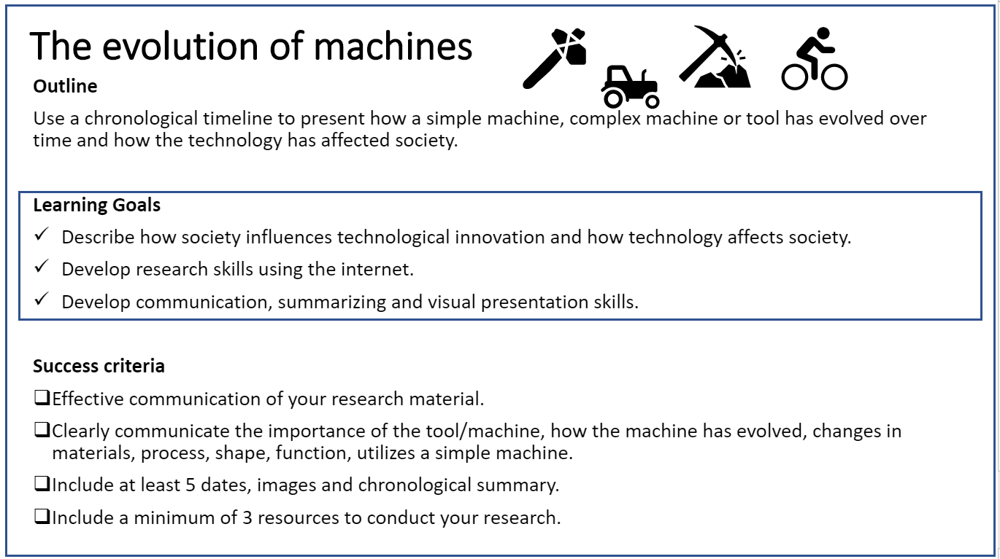 The evolution of machines
Outline
Use a chronological timeline to present how a simple machine, complex machine or tool has evolved over
time and how the technology has affected society.
Learning Goals
✓ Describe how society influences technological innovation and how technology affects society.
✓ Develop research skills using the internet.
✓ Develop communication, summarizing and visual presentation skills.
Success criteria
❑Effective communication of your research material.
❑Clearly communicate the importance of the tool/machine, how the machine has evolved, changes in
materials, process, shape, function, utilizes a simple machine.
❑Include at least 5 dates, images and chronological summary.
❑Include a minimum of 3 resources to conduct your research.